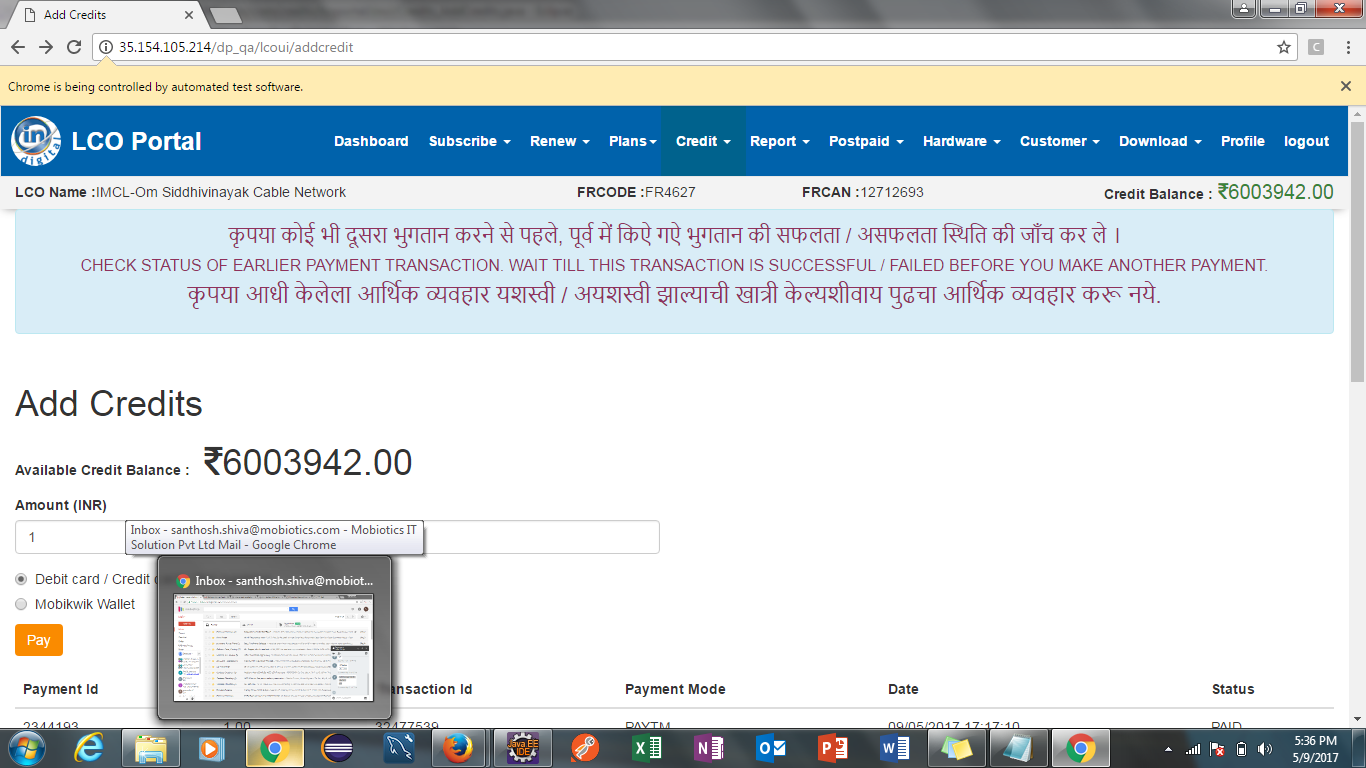 Add Credits
35.154.105.214/dp_qa/lcoui/addcredit
C
Chrome is being controlled by automated test software.
in digital LCO Portal Dashboard Subscribe Renew Plans Credit Report Postpaid Hardware Customer Download Profile logout
LCO Name :IMCL-Om Siddhivinayak Cable Network FRCODE :FR4627 FRCAN :12712693 Credit Balance : ₹6003942.00
कृपया कोई भी दूसरा भुगतान करने से पहले, पूर्व में किऐ गऐ भुगतान की सफलता / असफलता स्थिति की जाँच कर ले ।
CHECK STATUS OF EARLIER PAYMENT TRANSACTION. WAIT TILL THIS TRANSACTION IS SUCCESSFUL / FAILED BEFORE YOU MAKE ANOTHER PAYMENT.
कृपया आधी केलेला आर्थिक व्यवहार यशस्वी / अयशस्वी झाल्याची खात्री केल्यशीवाय पुढचा आर्थिक व्यवहार करू नये.
Add Credits
Available Credit Balance : ₹6003942.00
Amount (INR)
1
Inbox - santhosh.shiva@mobiotics.com - Mobiotics IT
Solution Pvt Ltd Mail - Google Chrome
Debit card / Credit
Inbox - santhosh.shiva@mobiot...
Mobikwik Wallet
Pay
Payment Id Transaction Id Payment Mode Date Status
2344193 1.00 32477539 PAYTM 09/05/2017 17:17:10 PAID
Java EE
IDE
5:36 PM
5/9/2017